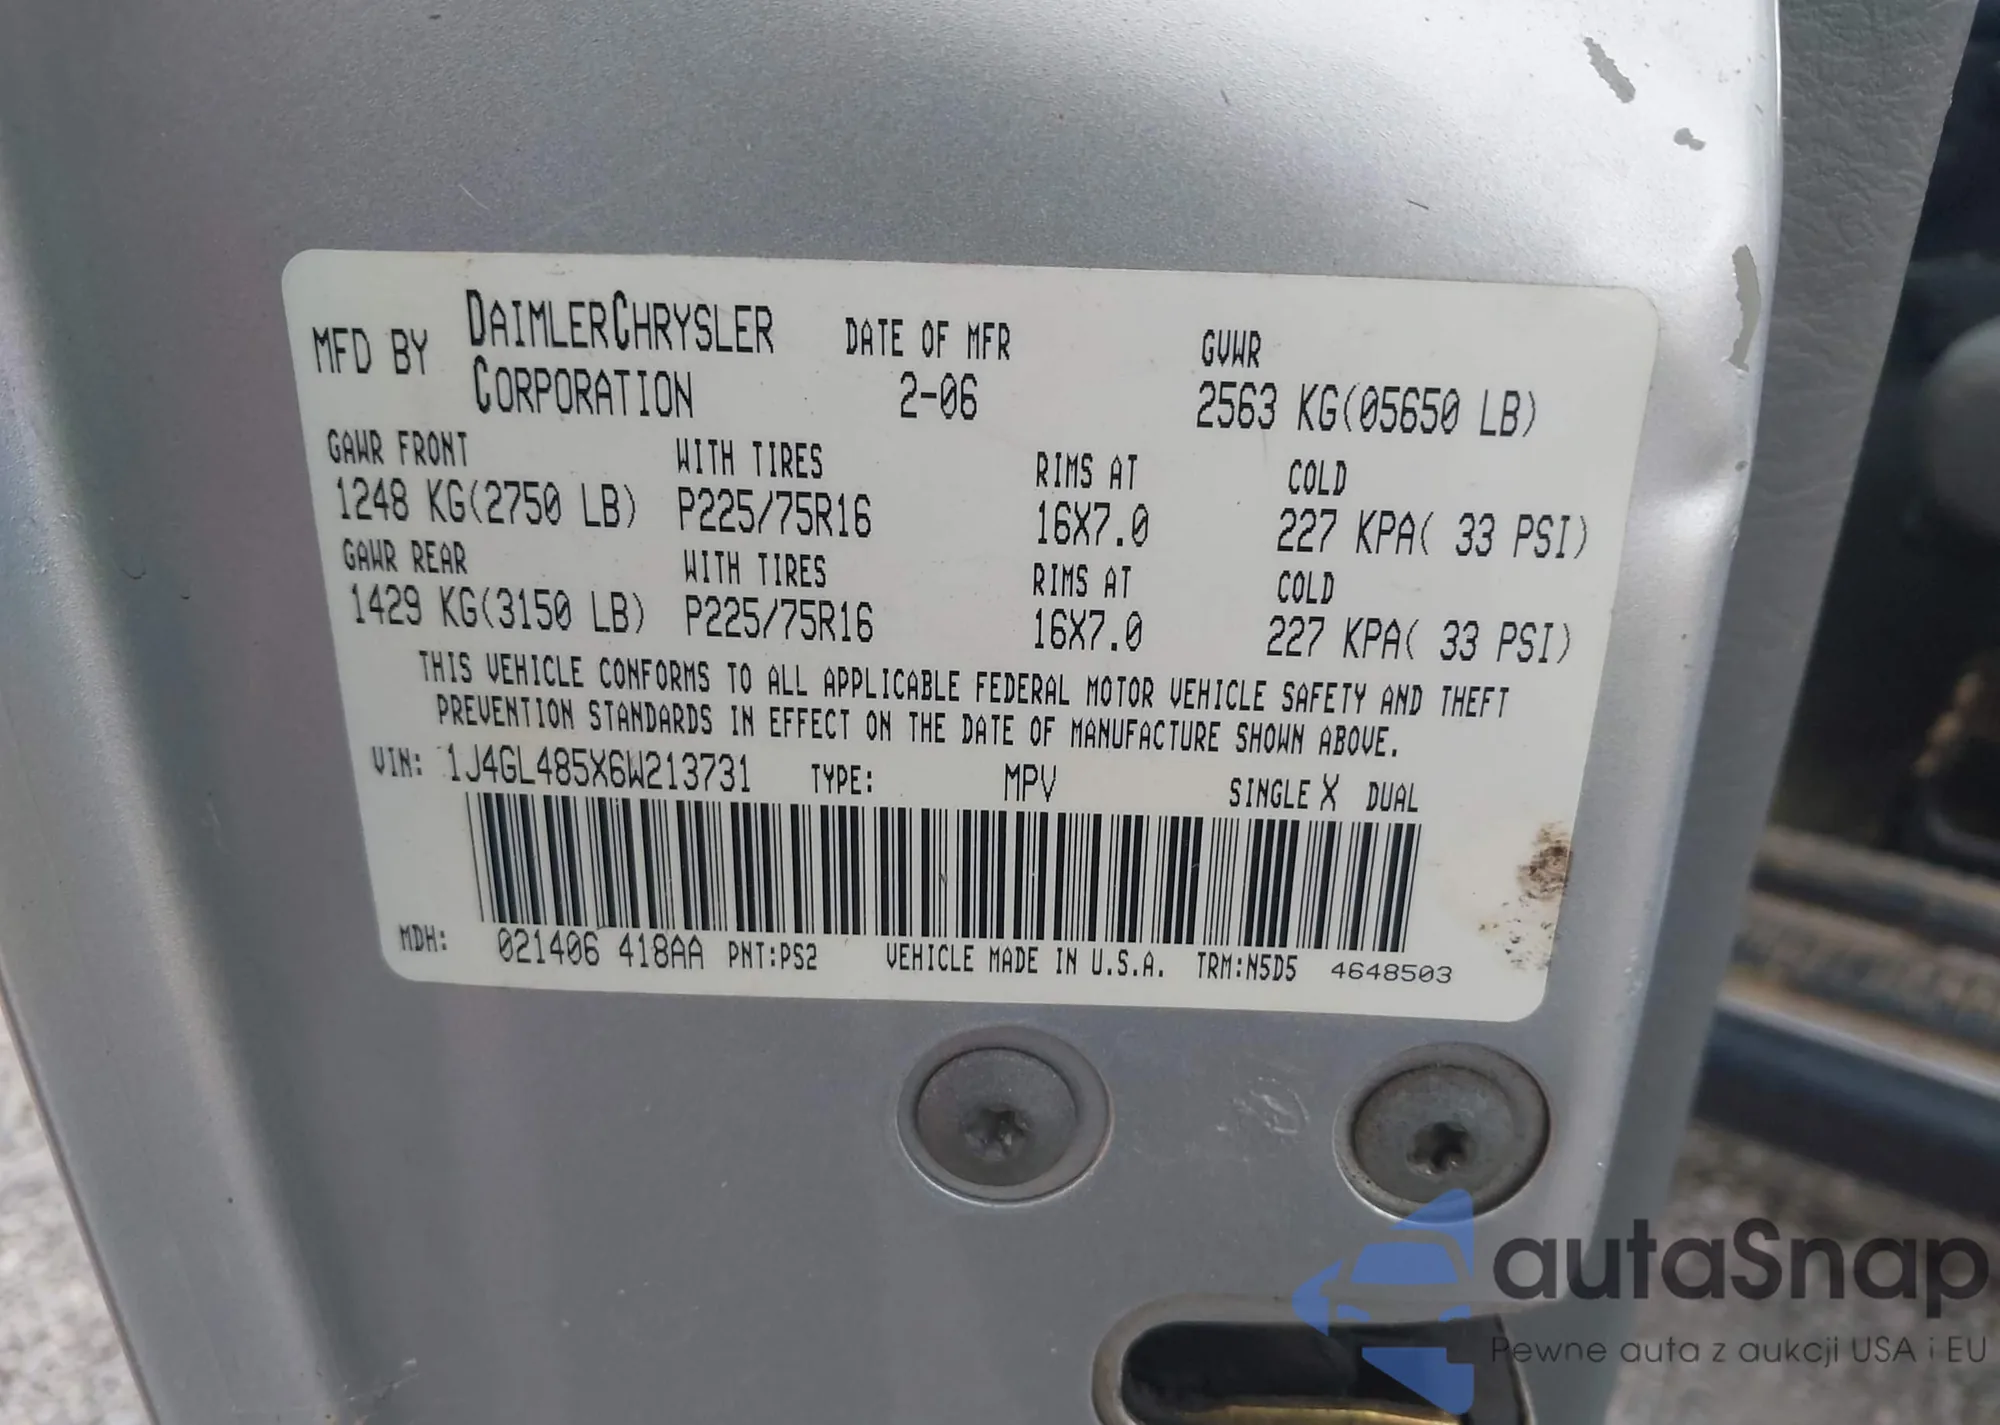 MFD BY DAIMLERCHRYSLER CORPORATION DATE OF MFR 2-06 GVWR 2563 KG(05650 LB)
GAWR FRONT WITH TIRES RIMS AT COLD
1248 KG(2750 LB) P225/75R16 16X7.0 227 KPA( 33 PSI)
GAWR REAR WITH TIRES RIMS AT COLD
1429 KG(3150 LB) P225/75R16 16X7.0 227 KPA( 33 PSI)
THIS VEHICLE CONFORMS TO ALL APPLICABLE FEDERAL MOTOR VEHICLE SAFETY AND THEFT
PREVENTION STANDARDS IN EFFECT ON THE DATE OF MANUFACTURE SHOWN ABOVE.
VIN: 1J4GL485X6W213731 TYPE: MPV SINGLE X DUAL
MDH: 021406 418AA PNT:PS2 VEHICLE MADE IN U.S.A. TRM:N5D5 4648503
autaSnap
Pewne auta z aukcji USA i EU